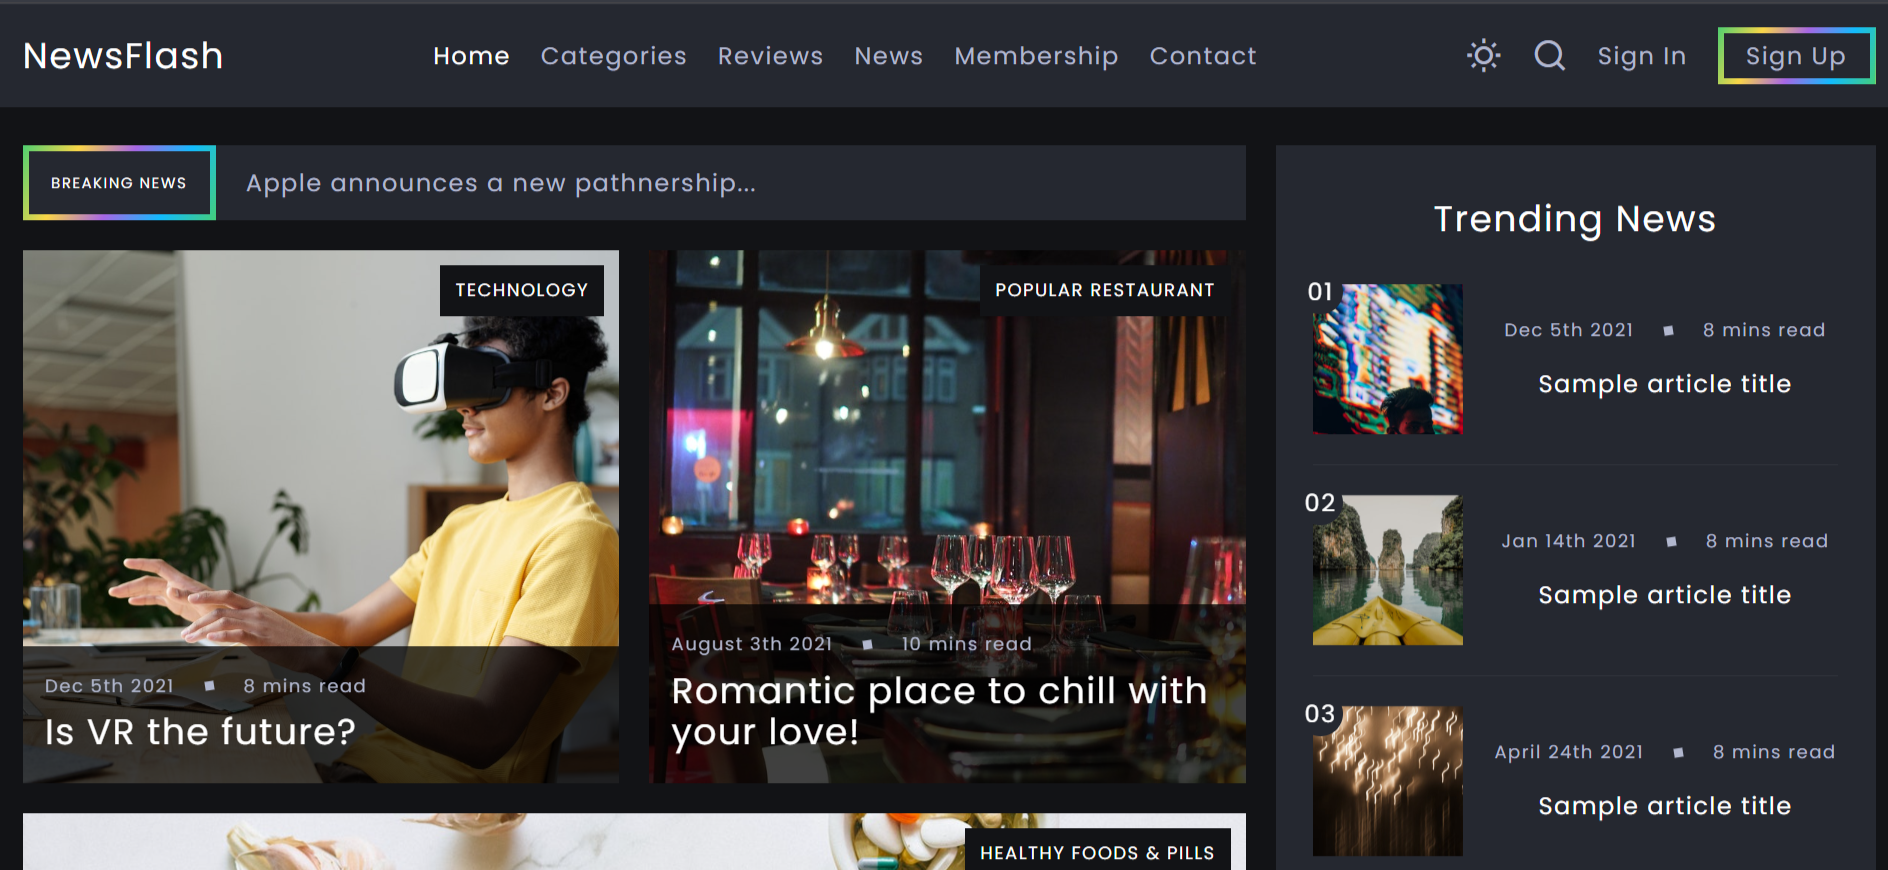 NewsFlash
Home Categories Reviews News Membership Contact
Sign In
Sign Up
BREAKING NEWS
Apple announces a new pathnership...
TECHNOLOGY
Dec 5th 2021 8 mins read
Is VR the future?
POPULAR RESTAURANT
August 3th 2021 10 mins read
Romantic place to chill with
your love!
HEALTHY FOODS & PILLS
Trending News
01
Dec 5th 2021 8 mins read
Sample article title
02
Jan 14th 2021 8 mins read
Sample article title
03
April 24th 2021 8 mins read
Sample article title